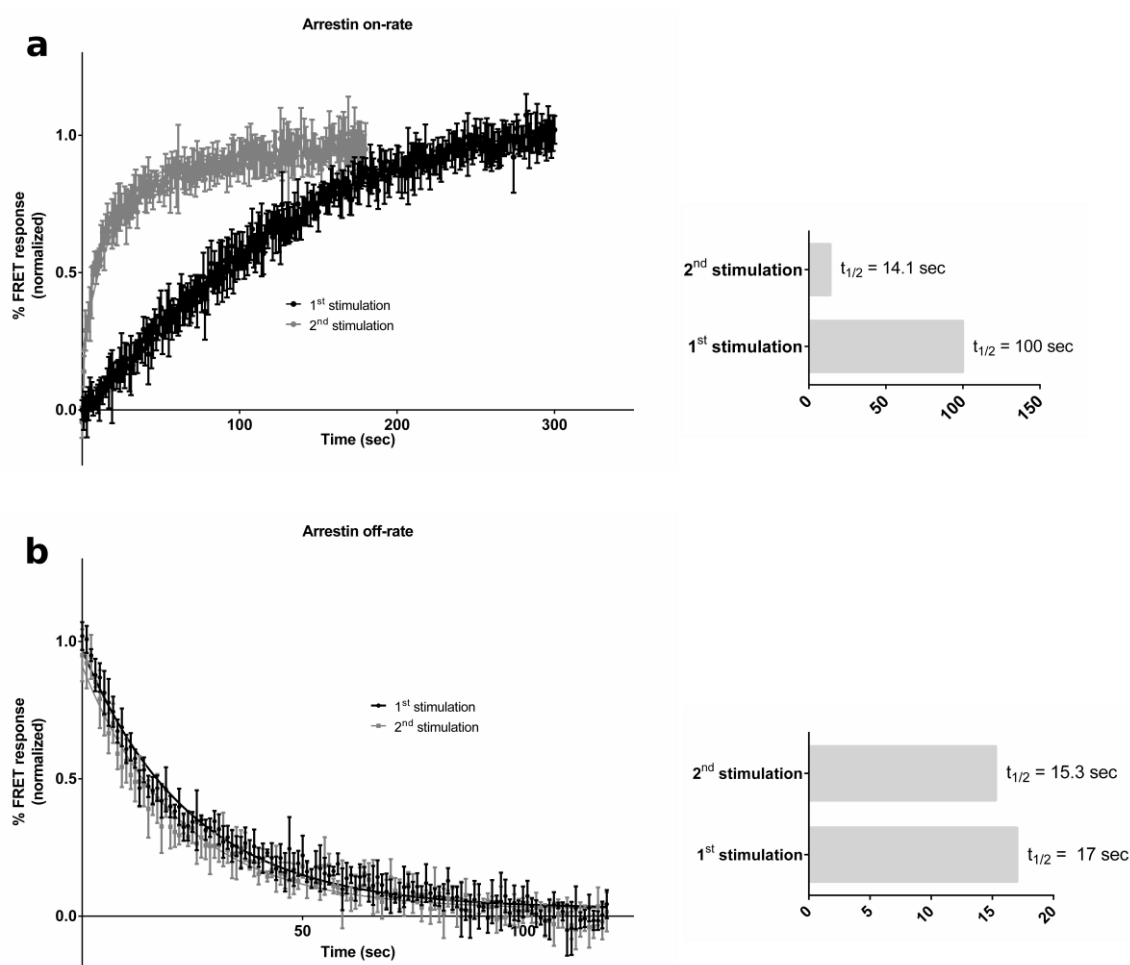 a
Arrestin on-rate
% FRET response
(normalized)
1.0
0.5
0.0
1st stimulation
2nd stimulation
100
200
300
Time (sec)
2nd stimulation
t1/2 = 14.1 sec
1st stimulation
t1/2 = 100 sec
0
50
100
150
b
Arrestin off-rate
% FRET response
(normalized)
1.0
0.5
0.0
1st stimulation
2nd stimulation
50
100
Time (sec)
2nd stimulation
t1/2 = 15.3 sec
1st stimulation
t1/2 = 17 sec
0
5
10
15
20